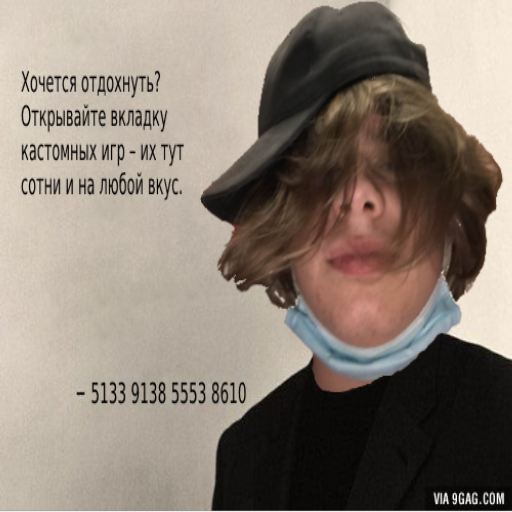 Хочется отдохнуть?
Открывайте вкладку
кастомных игр – их тут
сотни и на любой вкус.
– 5133 9138 5553 8610
VIA 9GAG.COM